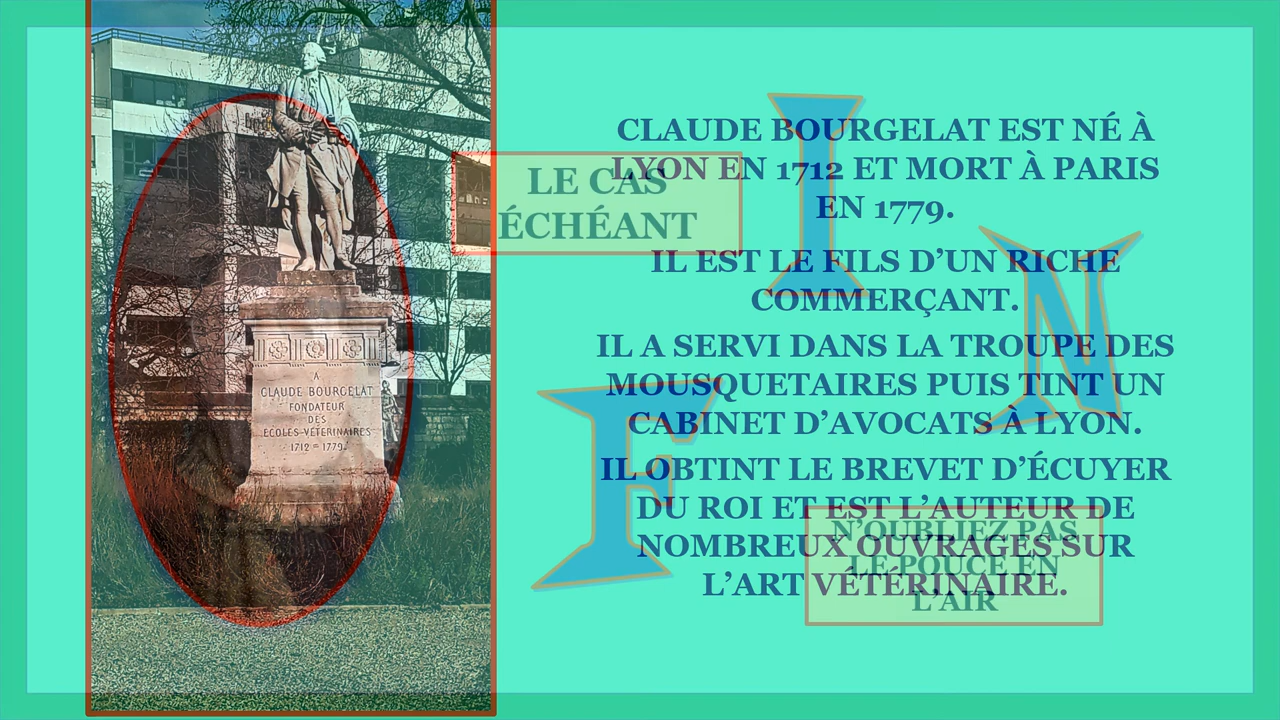 CLAUDE BOURGELAT EST NÉ À
LYON EN 1712 ET MORT À PARIS
EN 1779.
IL EST LE FILS D’UN RICHE
COMMERÇANT.
IL A SERVI DANS LA TROUPE DES
MOUSQUETAIRES PUIS TINT UN
CABINET D’AVOCATS À LYON.
IL OBTINT LE BREVET D’ÉCUYER
DU ROI ET EST L’AUTEUR DE
NOMBREUX OUVRAGES SUR
L’ART VÉTÉRINAIRE.
LE CAS
ÉCHÉANT
F I N
N’OUBLIEZ PAS
LE POUCE EN
L’AIR
A
CLAUDE BOURGELAT
FONDATEUR
DES
ECOLES-VÉTERINAIRES
1712 = 1779